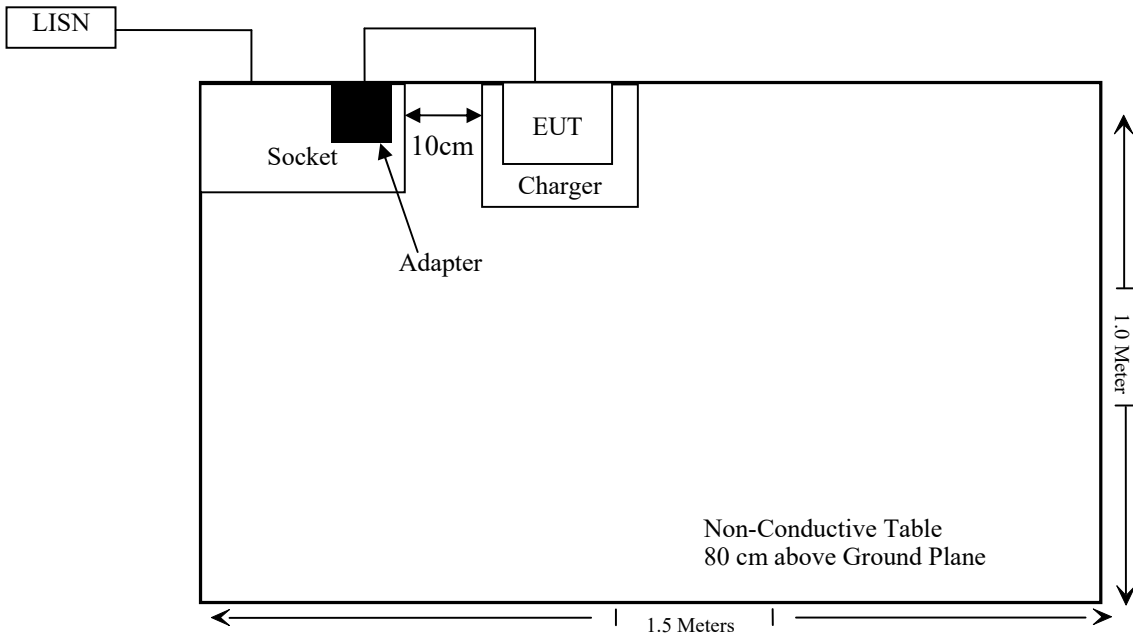 LISN
EUT
10cm
Socket
Charger
Adapter
1.0 Meter
Non-Conductive Table
80 cm above Ground Plane
1.5 Meters